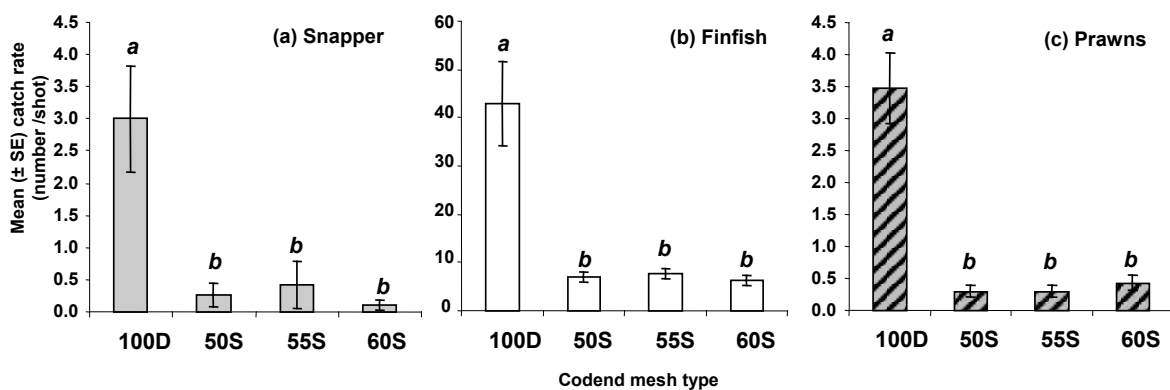 Mean (± SE) catch rate
(number /shot)
(a) Snapper
4.5
4.0
3.5
3.0
2.5
2.0
1.5
1.0
0.5
0.0
a
b
b
b
100D 50S 55S 60S
(b) Finfish
60
50
40
30
20
10
0
a
b
b
b
100D 50S 55S 60S
(c) Prawns
4.5
4.0
3.5
3.0
2.5
2.0
1.5
1.0
0.5
0.0
a
b
b
b
100D 50S 55S 60S
Codend mesh type